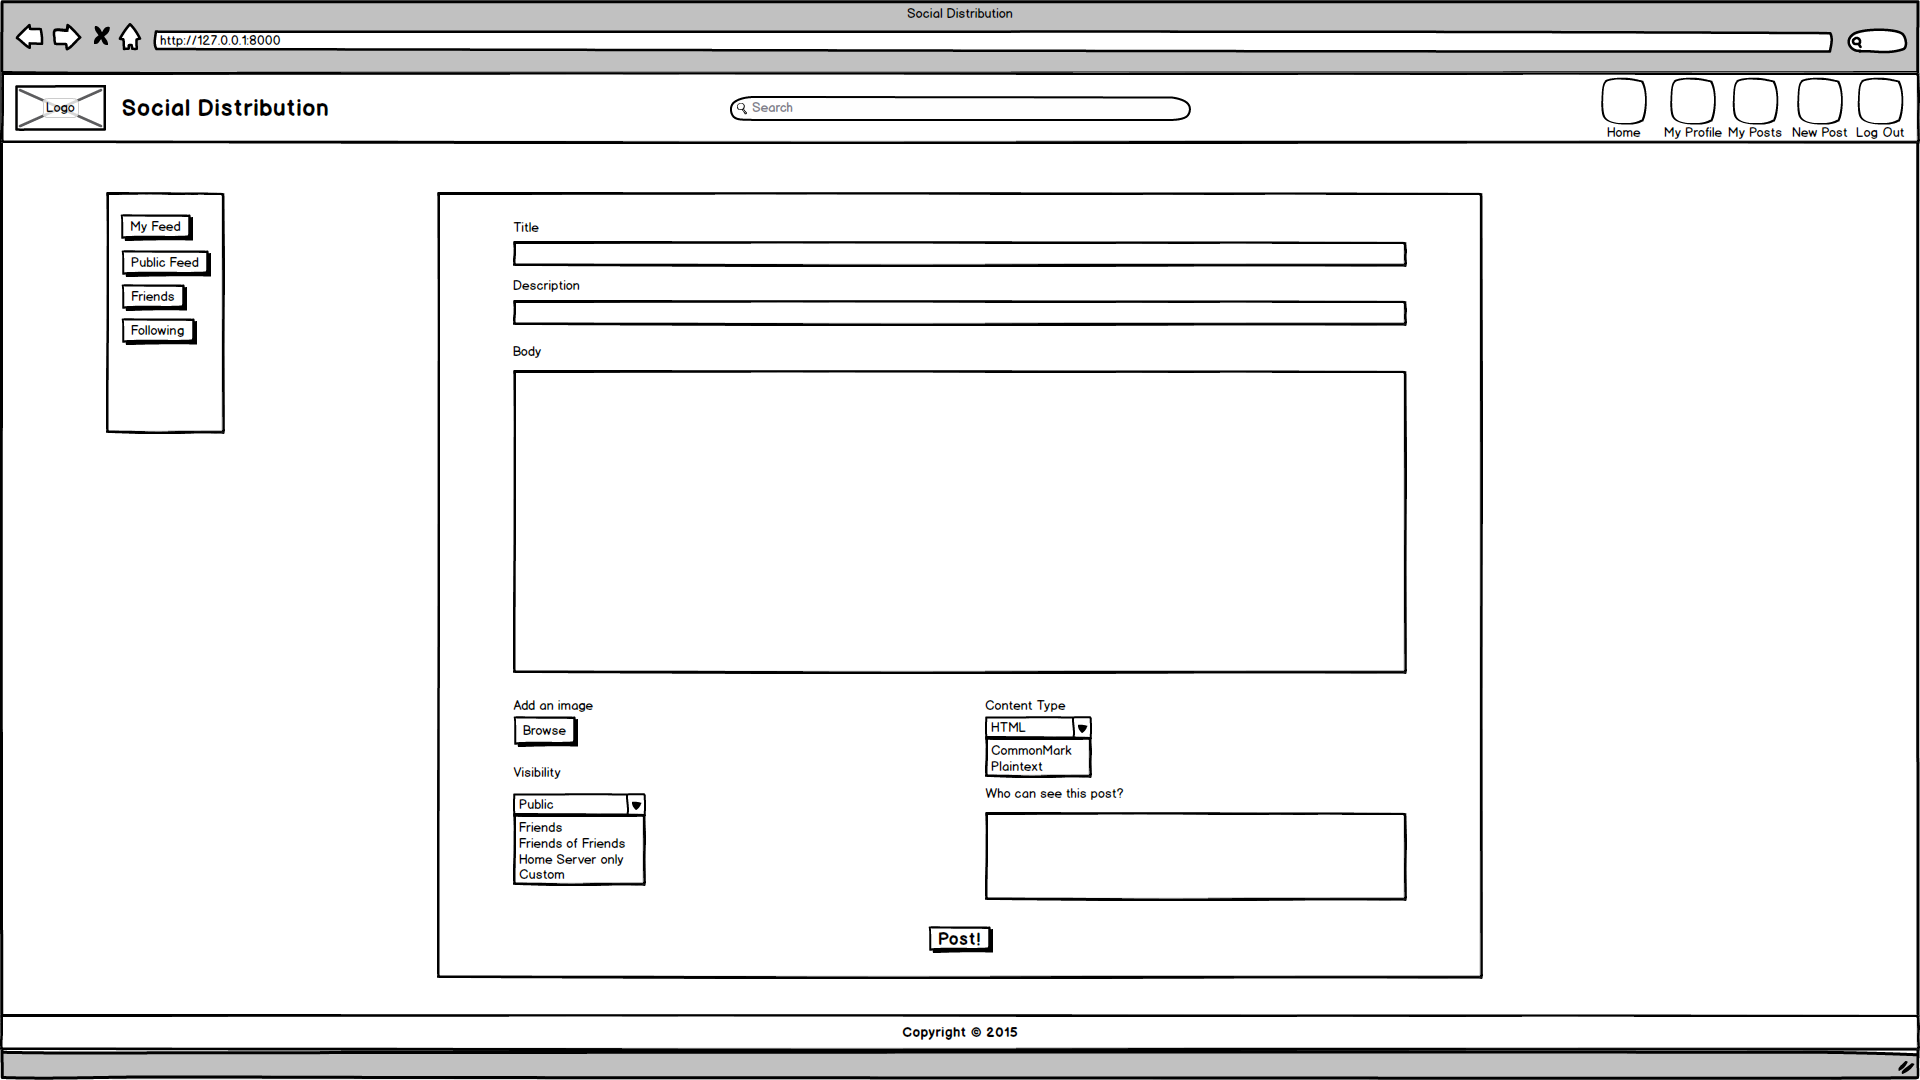 Social Distribution
http://127.0.0.1:8000
Logo
Social Distribution
Search
Home
My Profile
My Posts
New Post
Log Out
My Feed
Public Feed
Friends
Following
Title
Description
Body
Add an image
Browse
Visibility
Public
Friends
Friends of Friends
Home Server only
Custom
Content Type
HTML
CommonMark
Plaintext
Who can see this post?
Post!
Copyright © 2015